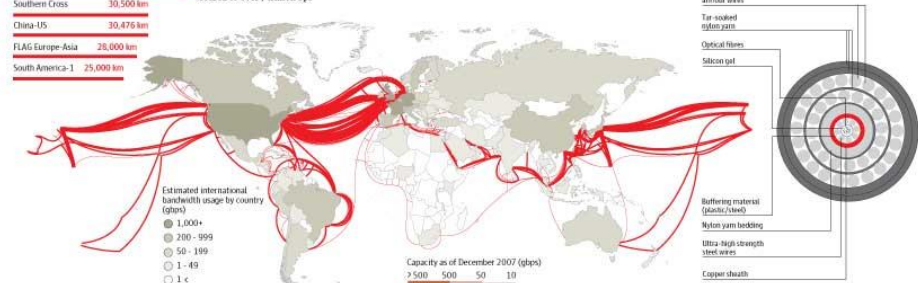 Southern Cross 30,500 km
China-US 30,476 km
FLAG Europe-Asia 28,000 km
South America-1 25,000 km
Estimated international
bandwidth usage by country
(gbps)
1,000+
200 - 999
50 - 199
1 - 49
1 <
Capacity as of December 2007 (gbps)
>500 500 50 10
Tar-soaked
nylon yarn
Optical fibres
Silicon gel
Buffering material
(plastic/steel)
Nylon yarn bedding
Ultra-high strength
steel wires
Copper sheath